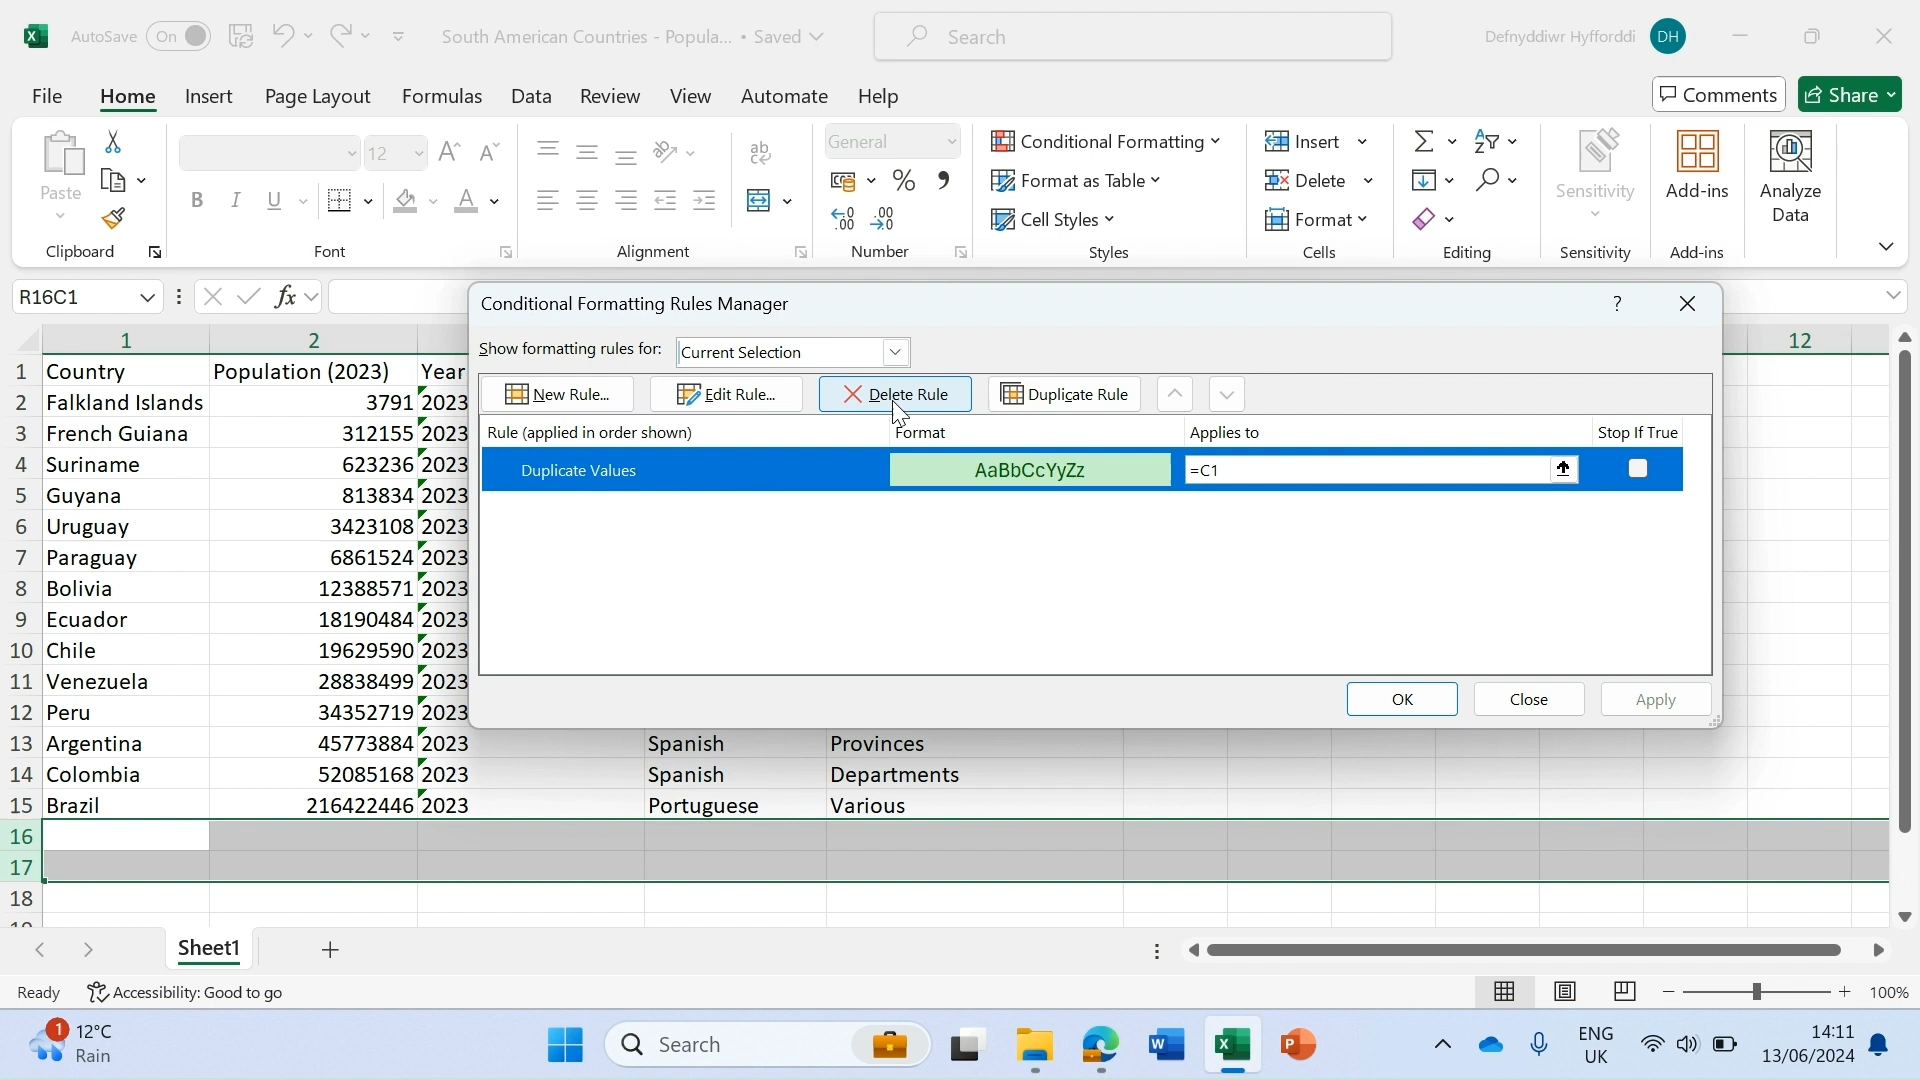 AutoSave On South American Countries - Popula... • Saved Search Defnyddiwr Hyfforddi DH
File Home Insert Page Layout Formulas Data Review View Automate Help Comments Share
Paste
Clipboard
12
B I U A
Font
ab
Alignment
General
% ,
Number
Conditional Formatting
Format as Table
Cell Styles
Styles
Insert
Delete
Format
Cells
Editing
Sensitivity
Sensitivity
Add-ins
Add-ins
Analyze
Data
R16C1 fx
Conditional Formatting Rules Manager ?
Show formatting rules for: Current Selection
New Rule... Edit Rule... Delete Rule Duplicate Rule
Rule (applied in order shown) Format Applies to Stop If True
Duplicate Values AaBbCcYyZz =C1
OK Close Apply
1 2 12
1 Country Population (2023) Year
2 Falkland Islands 3791 2023
3 French Guiana 312155 2023
4 Suriname 623236 2023
5 Guyana 813834 2023
6 Uruguay 3423108 2023
7 Paraguay 6861524 2023
8 Bolivia 12388571 2023
9 Ecuador 18190484 2023
10 Chile 19629590 2023
11 Venezuela 28838499 2023
12 Peru 34352719 2023
13 Argentina 45773884 2023 Spanish Provinces
14 Colombia 52085168 2023 Spanish Departments
15 Brazil 216422446 2023 Portuguese Various
16
17
18
Sheet1
Ready Accessibility: Good to go 100%
1 12°C
Rain
Search
ENG
UK
14:11
13/06/2024